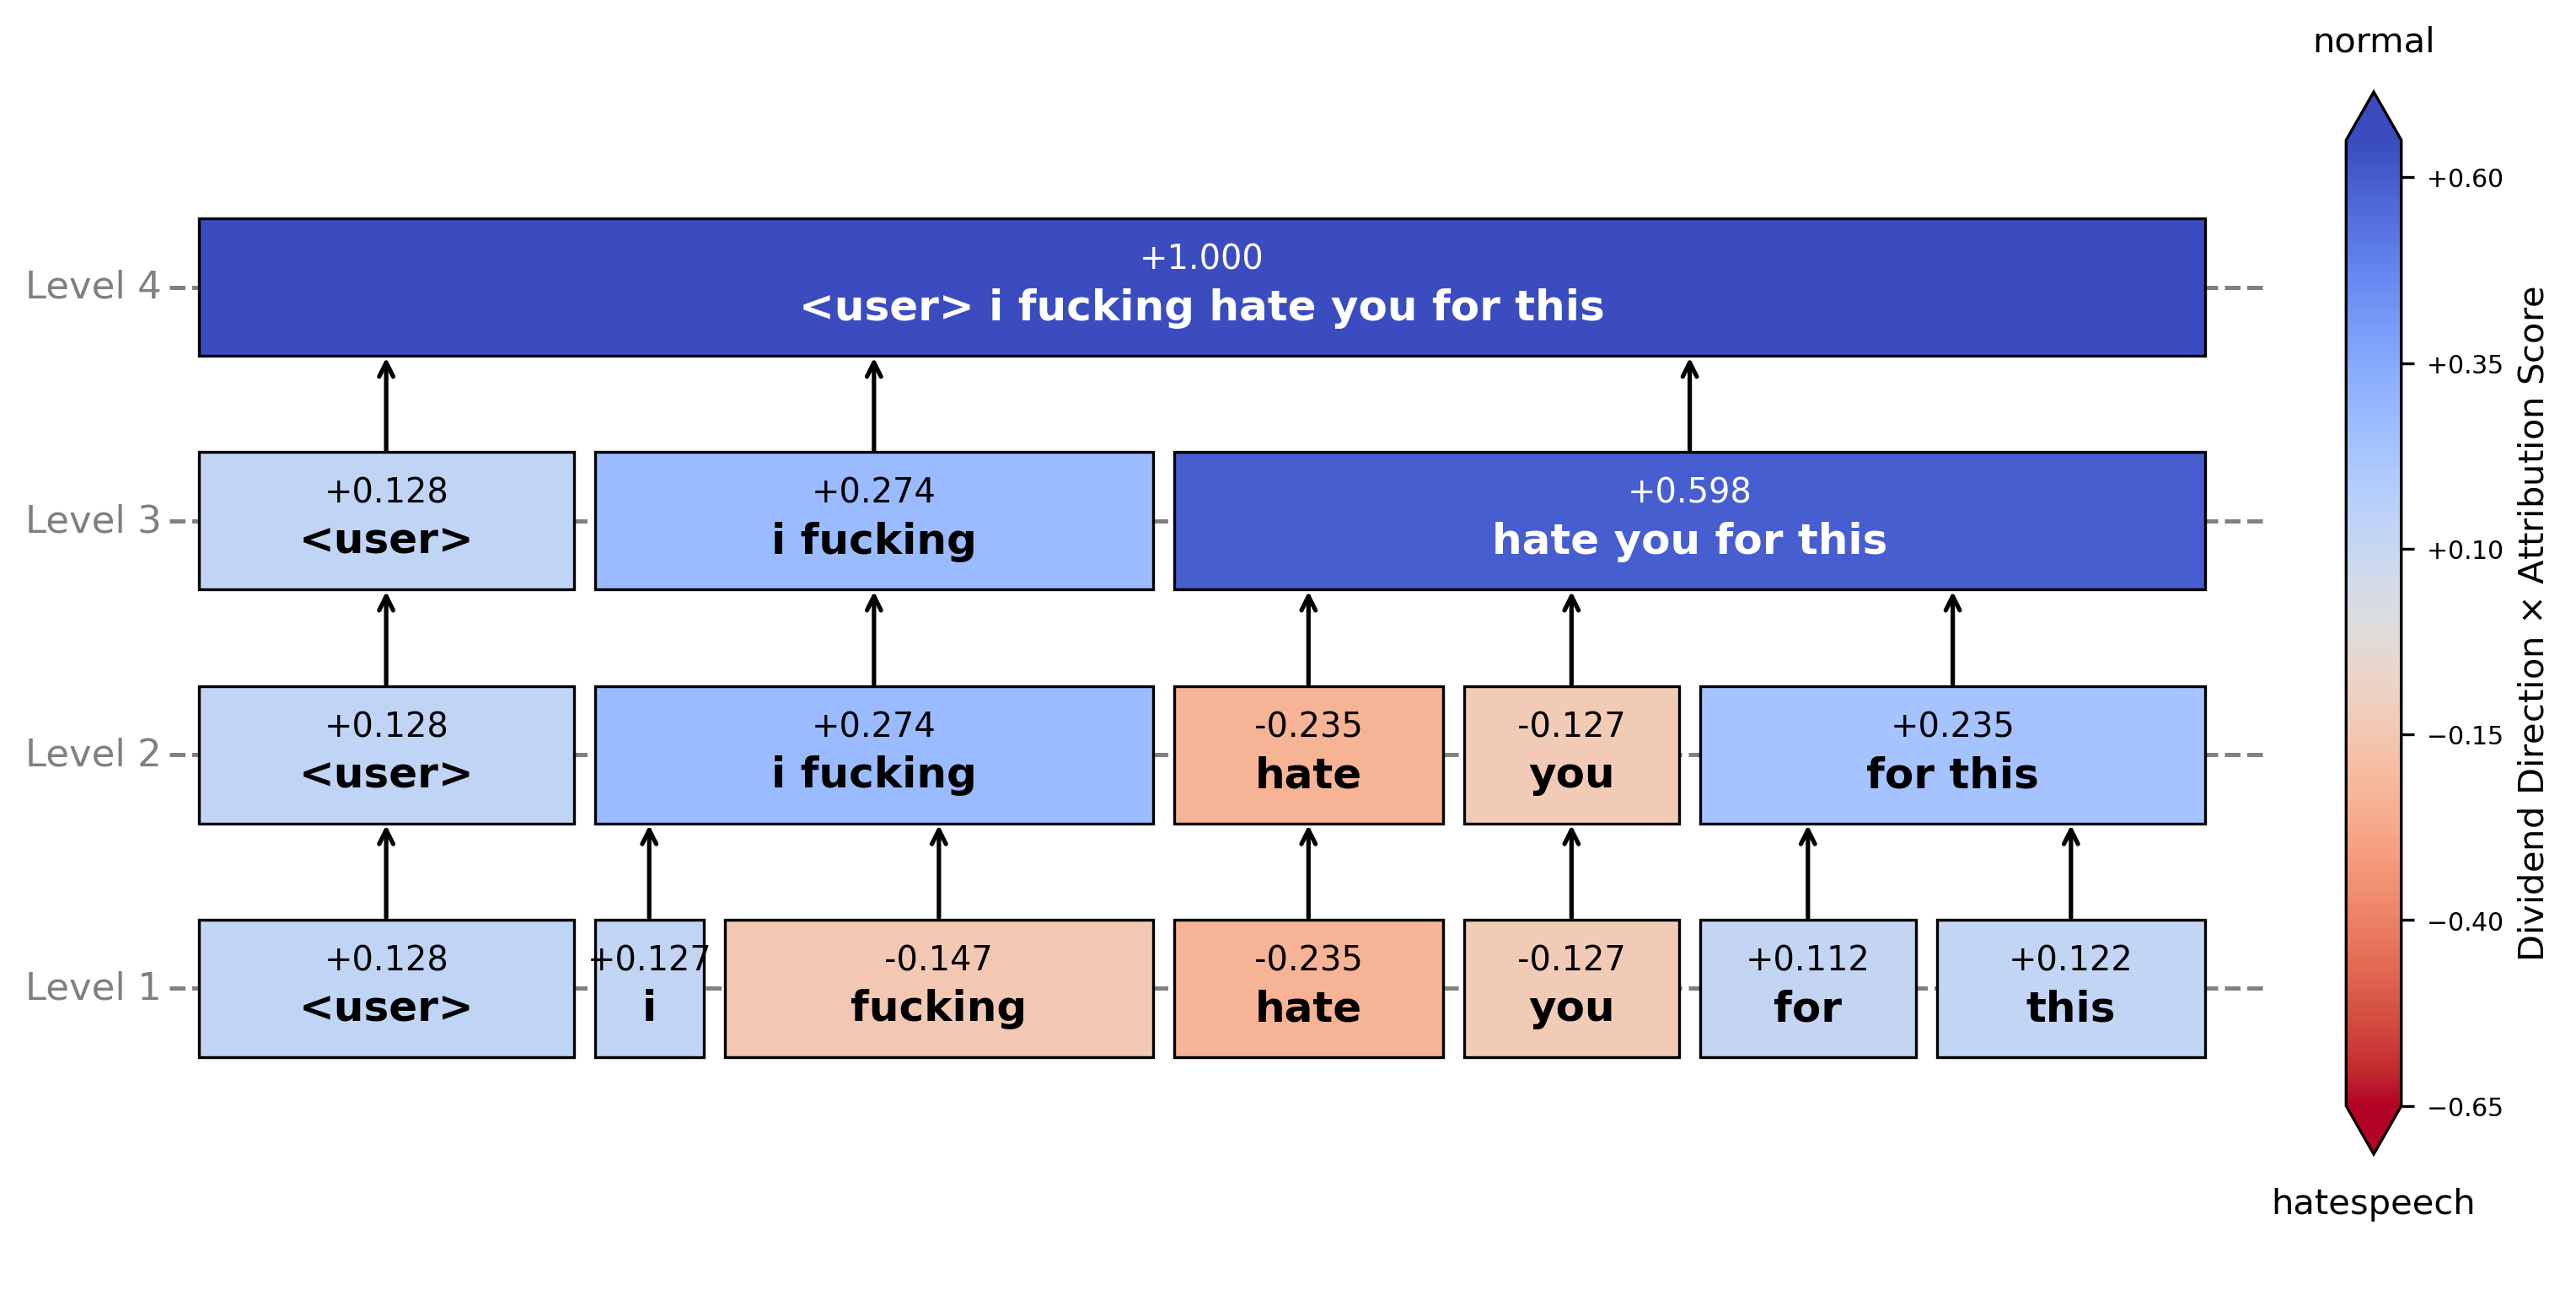 normal
Level 4
+1.000
<user> i fucking hate you for this
Level 3
+0.128
<user>
+0.274
i fucking
+0.598
hate you for this
Level 2
+0.128
<user>
+0.274
i fucking
-0.235
hate
-0.127
you
+0.235
for this
Level 1
+0.128
<user>
+0.127
i
-0.147
fucking
-0.235
hate
-0.127
you
+0.112
for
+0.122
this
+0.60
+0.35
+0.10
−0.15
−0.40
−0.65
Dividend Direction × Attribution Score
hatespeech